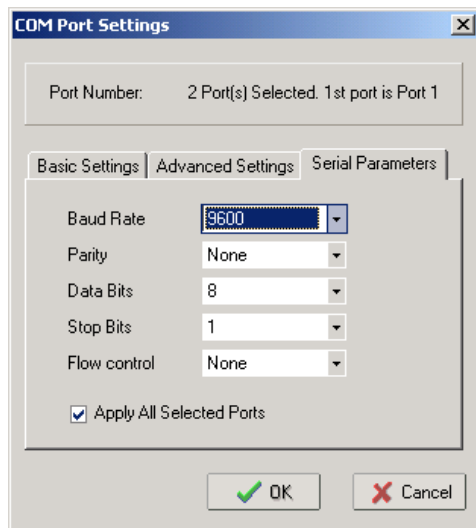 COM Port Settings
Port Number: 2 Port(s) Selected. 1st port is Port 1
Basic Settings Advanced Settings Serial Parameters
Baud Rate 9600
Parity None
Data Bits 8
Stop Bits 1
Flow control None
Apply All Selected Ports
OK Cancel